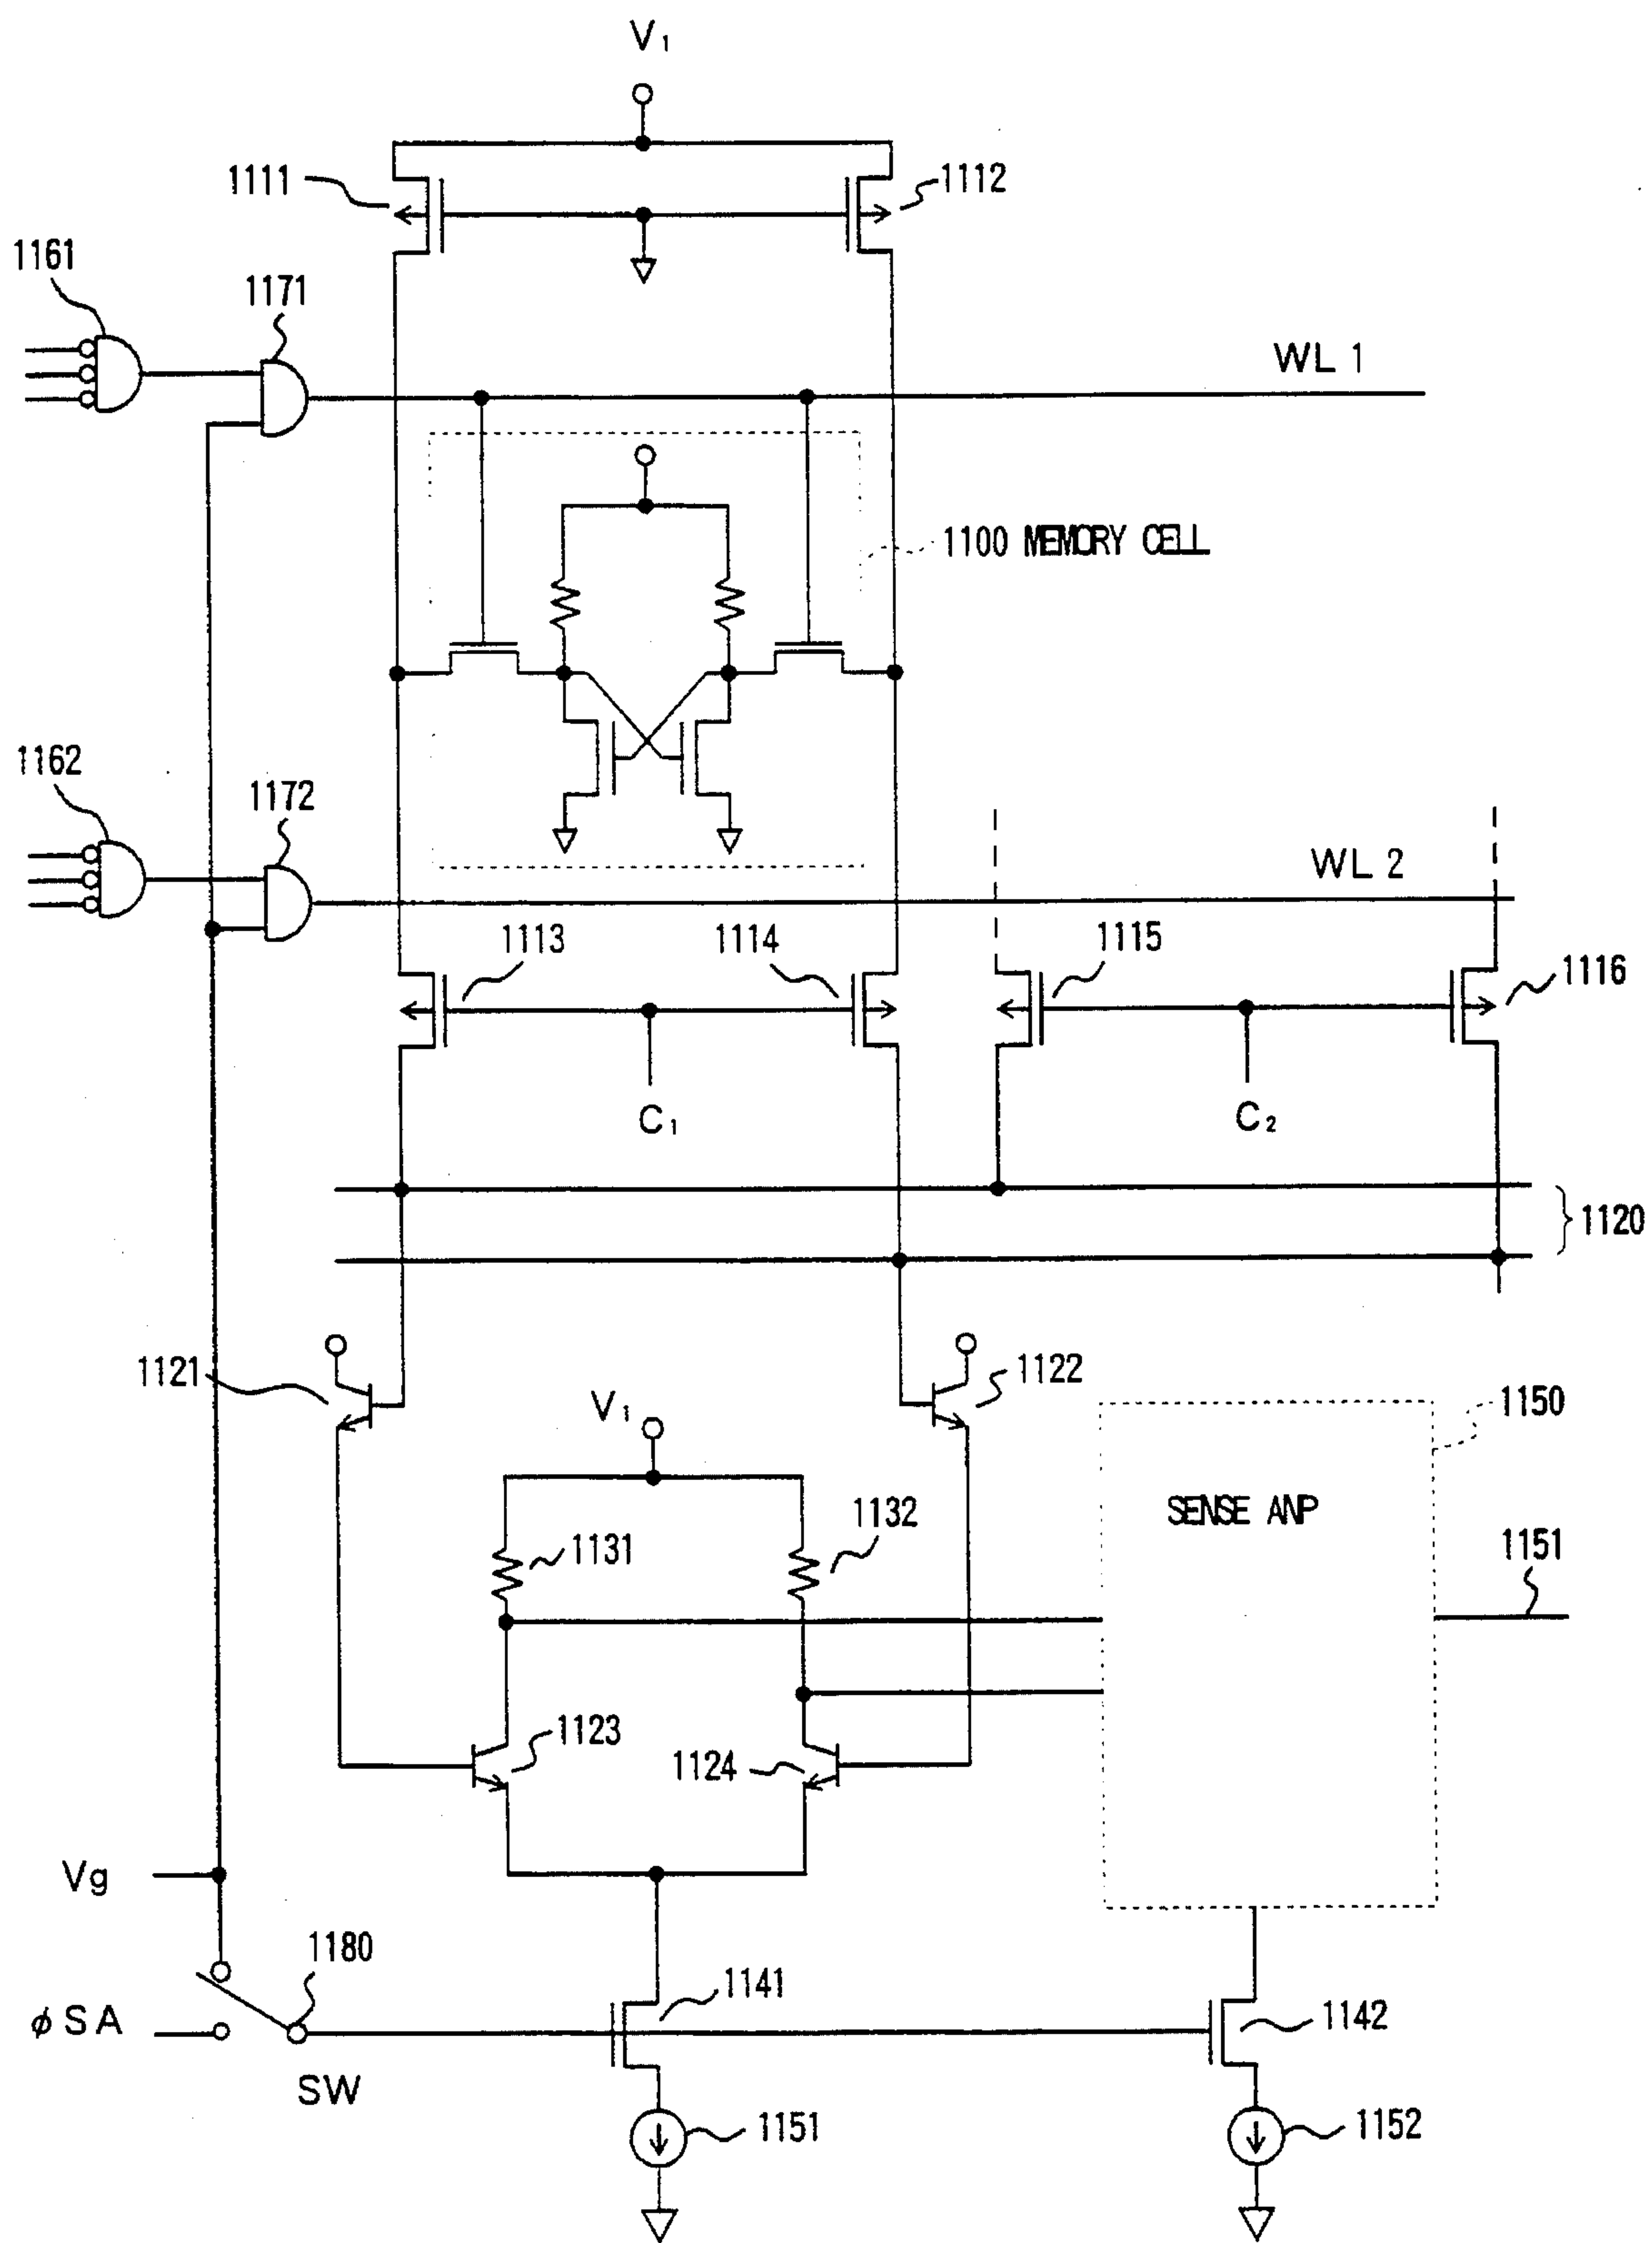 V₁
1111
1112
1161
1171
WL 1
1100 MEMORY CELL
1162
1172
WL 2
1113
1114
1115
1116
C₁
C₂
1120
1121
1122
V₁
1150
SENSE ANP
1131
1132
1151
1123
1124
Vg
1180
1141
1142
φSA
SW
1151
1152